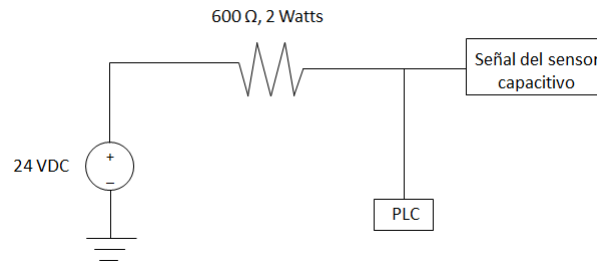 600 Ω, 2 Watts
Señal del sensor
capacitivo
24 VDC
+
−
PLC